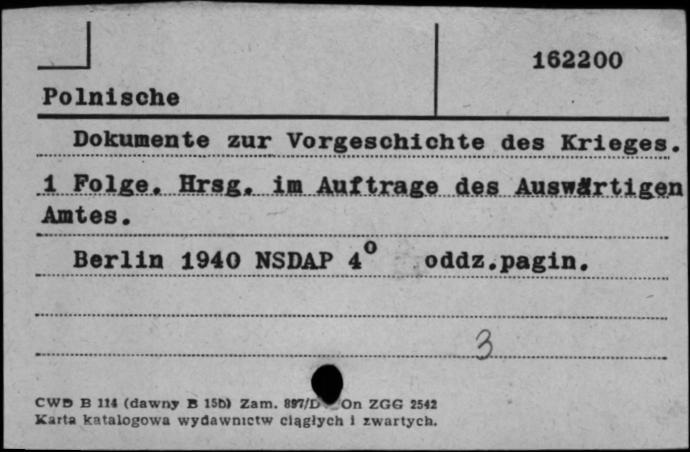 162200
Polnische
Dokumente zur Vorgeschichte des Krieges.
1 Folge. Hrsg. im Auftrage des Auswärtigen
Amtes.
Berlin 1940 NSDAP 4° oddz.pagin.
3
CWD B 114 (dawny B 15b) Zam. 897/D On ZGG 2542
Karta katalogowa wydawnictw ciągłych i zwartych.